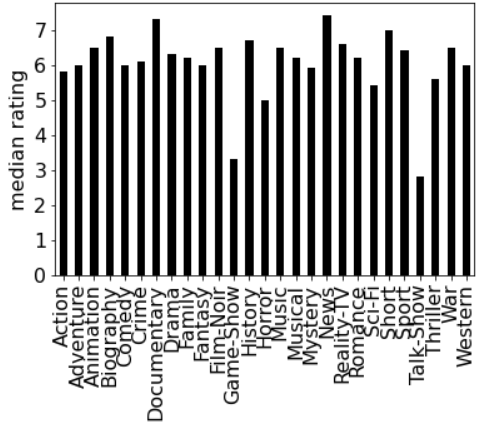 median rating
7
6
5
4
3
2
1
0
Action
Adventure
Animation
Biography
Comedy
Crime
Documentary
Drama
Family
Fantasy
Film-Noir
Game-Show
History
Horror
Music
Musical
Mystery
News
Reality-TV
Romance
Sci-Fi
Short
Sport
Talk-Show
Thriller
War
Western